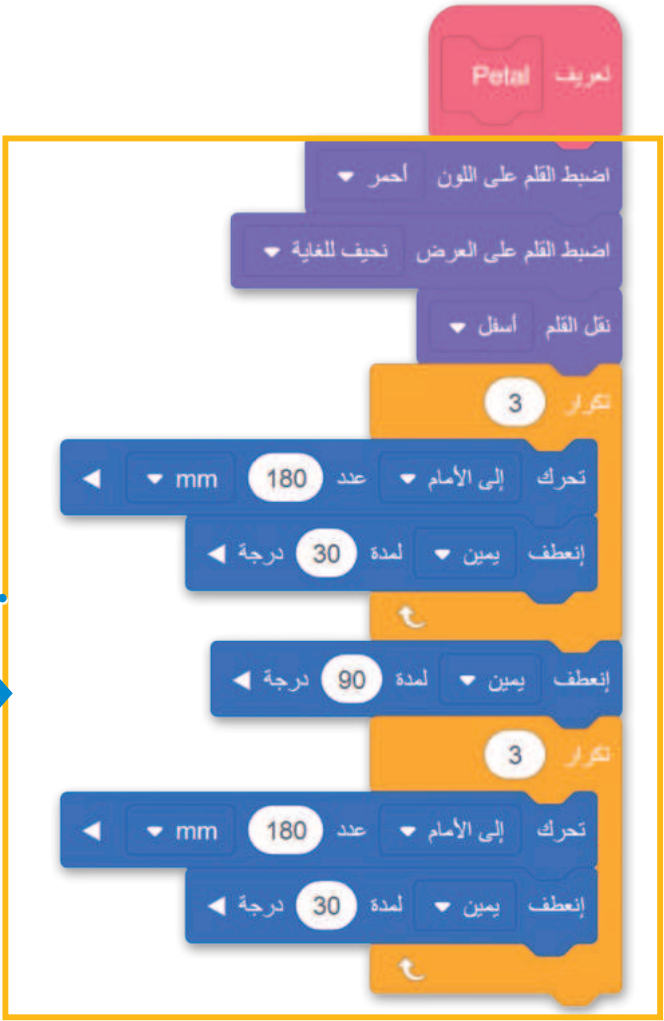 تعريف Petal
اضبط القلم على اللون أحمر
اضبط القلم على العرض نحيف للغاية
نقل القلم أسفل
تكرار 3
تحرك إلى الأمام عدد 180 mm
إنعطف يمين لمدة 30 درجة
إنعطف يمين لمدة 90 درجة
تكرار 3
تحرك إلى الأمام عدد 180 mm
إنعطف يمين لمدة 30 درجة